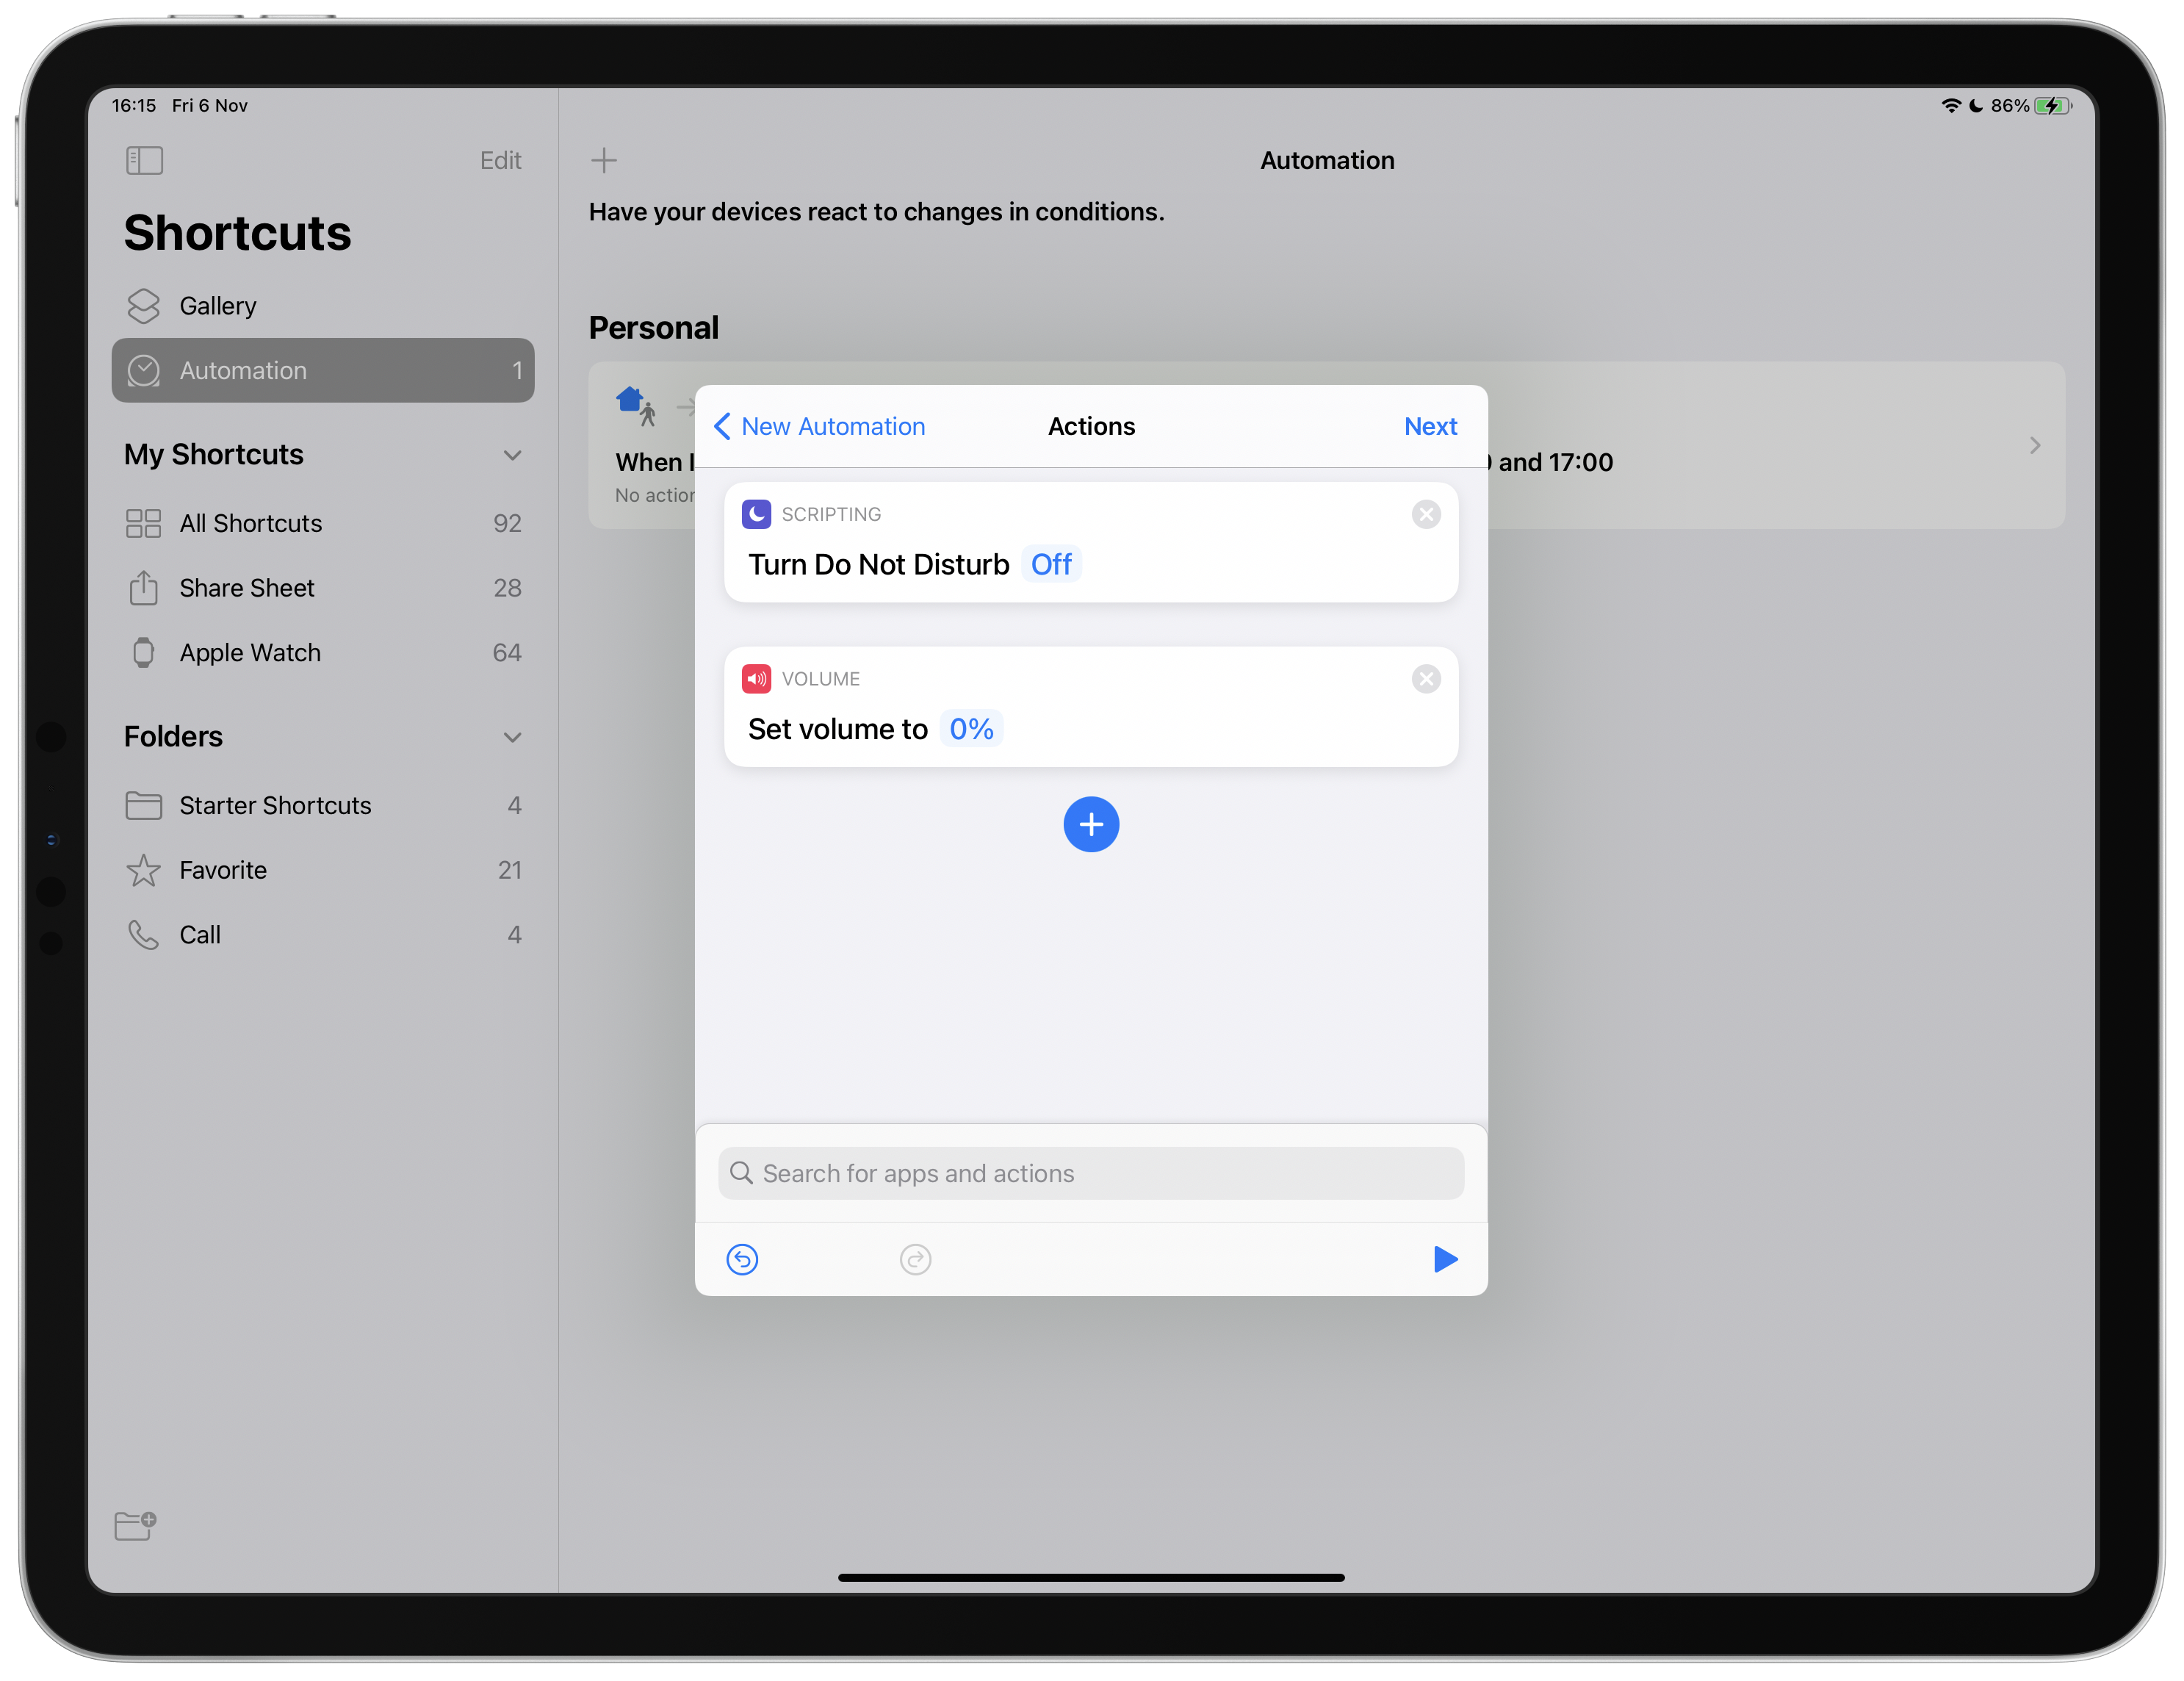 16:15 Fri 6 Nov
86%
Edit
Shortcuts
Gallery
Automation 1
My Shortcuts
All Shortcuts 92
Share Sheet 28
Apple Watch 64
Folders
Starter Shortcuts 4
Favorite 21
Call 4
Automation
Have your devices react to changes in conditions.
Personal
When I
and 17:00
No action
New Automation
Actions
Next
SCRIPTING
Turn Do Not Disturb Off
VOLUME
Set volume to 0%
Search for apps and actions